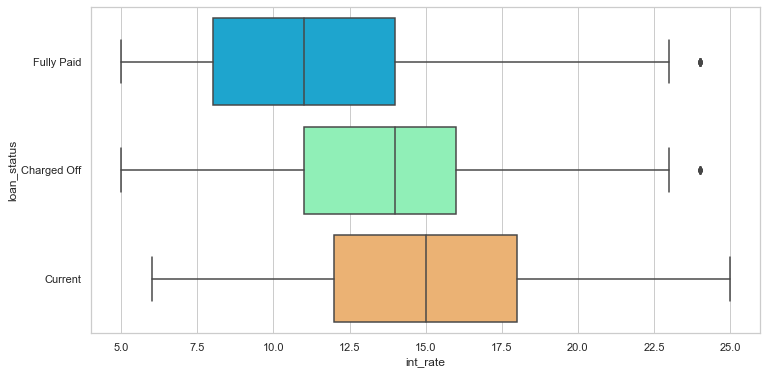 Fully Paid
Charged Off
Current
loan_status
5.0 7.5 10.0 12.5 15.0 17.5 20.0 22.5 25.0
int_rate